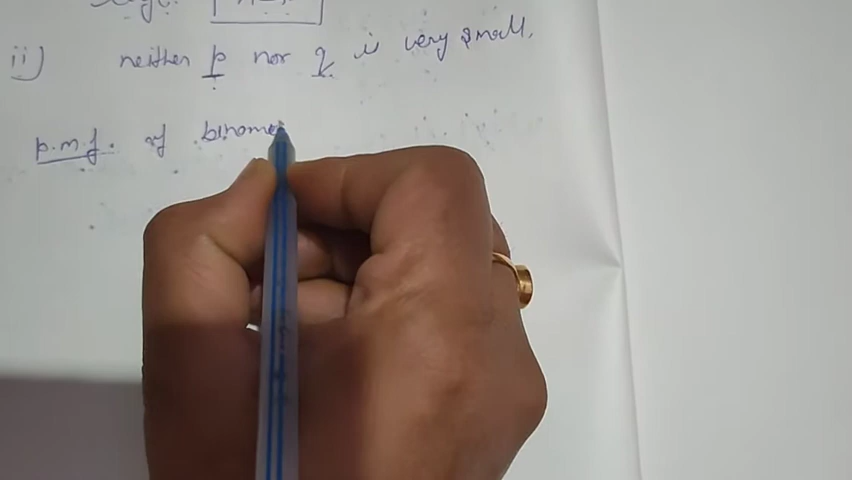 ii) neither p nor q is very small,
p.m.f. of binomi